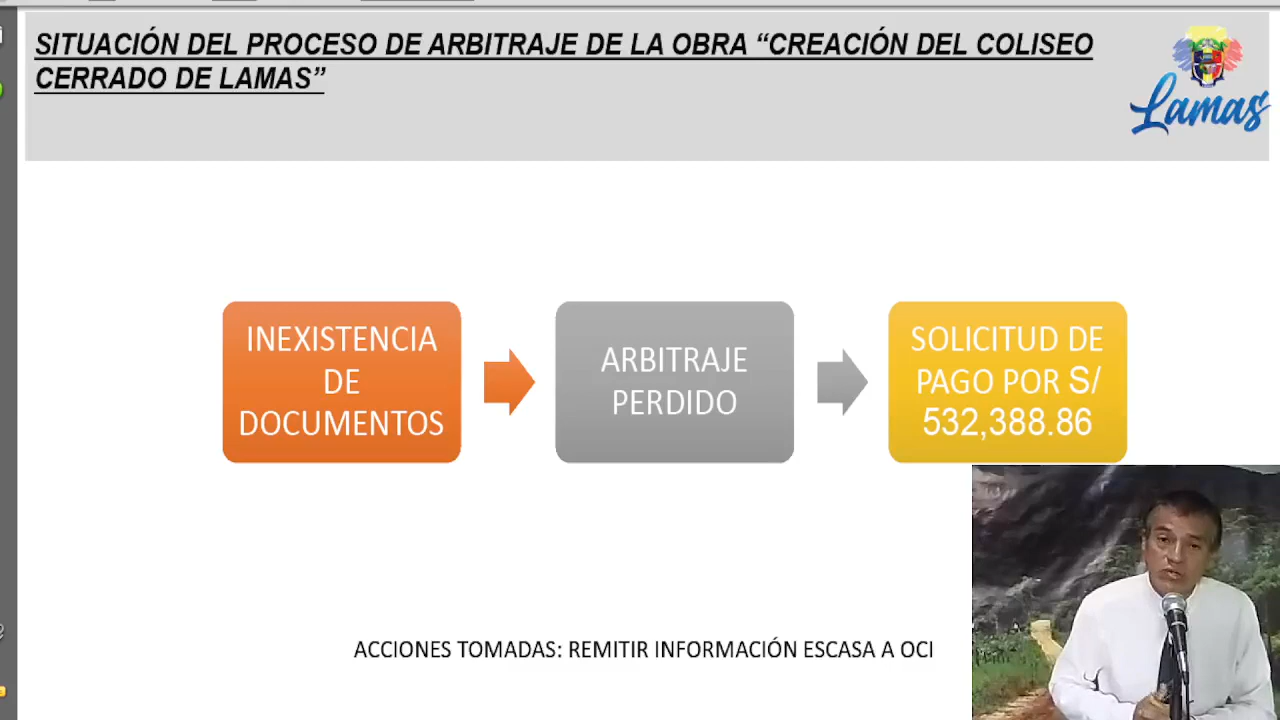 SITUACIÓN DEL PROCESO DE ARBITRAJE DE LA OBRA “CREACIÓN DEL COLISEO
CERRADO DE LAMAS”
Lamas
INEXISTENCIA
DE
DOCUMENTOS
ARBITRAJE
PERDIDO
SOLICITUD DE
PAGO POR S/
532,388.86
ACCIONES TOMADAS: REMITIR INFORMACIÓN ESCASA A OCI